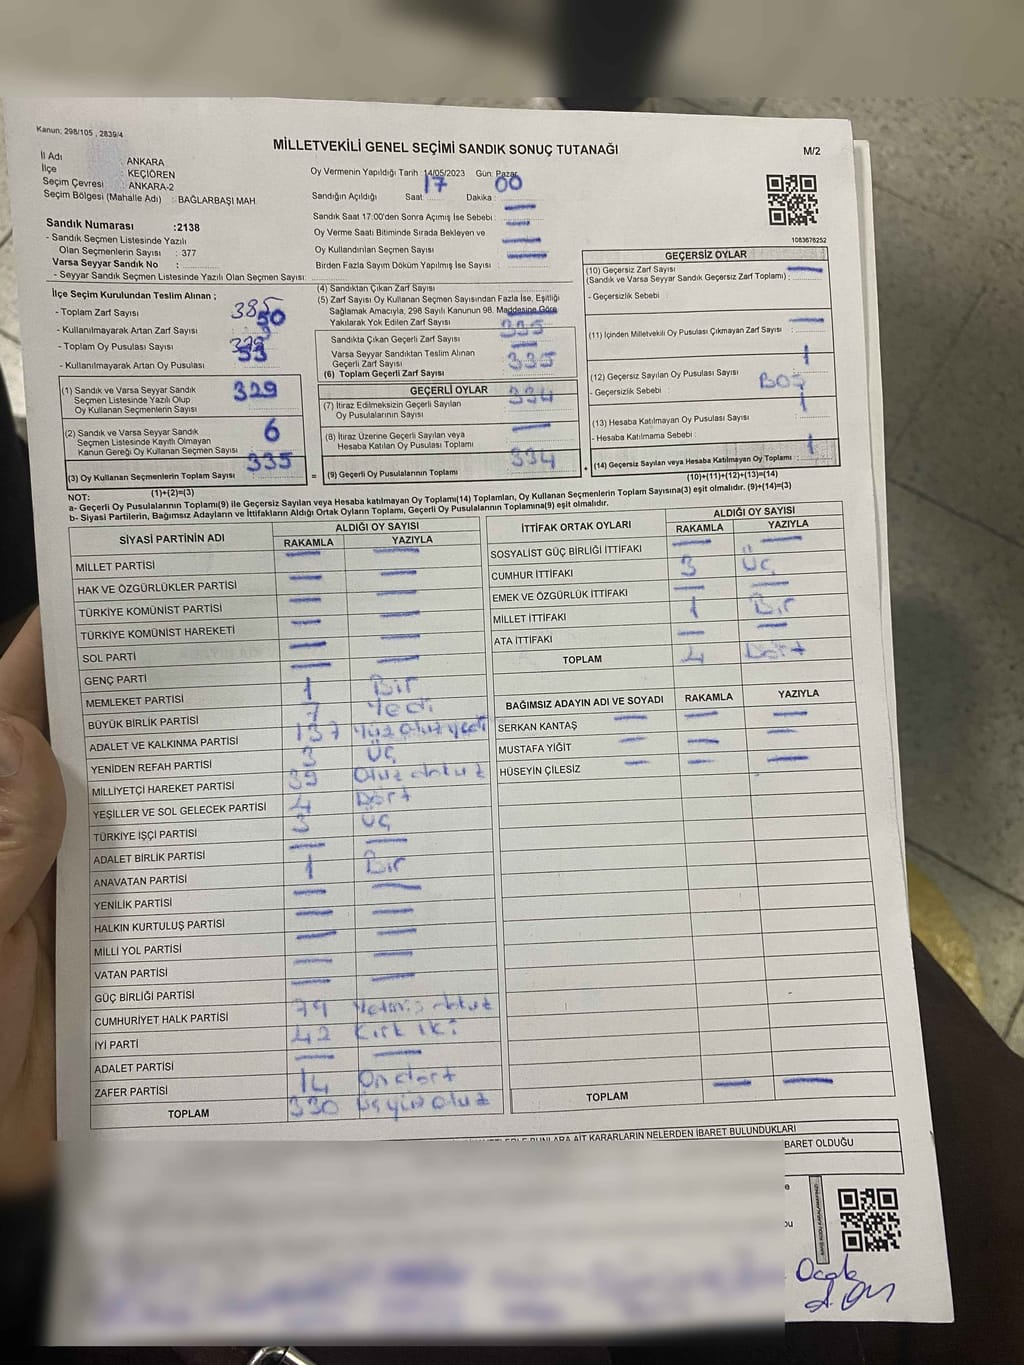 Kanun; 298/105 , 2839/4
MİLLETVEKİLİ GENEL SEÇİMİ SANDIK SONUÇ TUTANAĞI
M/2
İl Adı : ANKARA
İlçe : KEÇİÖREN
Seçim Çevresi : ANKARA-2
Seçim Bölgesi (Mahalle Adı) : BAĞLARBAŞI MAH.
Sandık Numarası :2138
- Sandık Seçmen Listesinde Yazılı
Olan Seçmenlerin Sayısı : 377
Varsa Seyyar Sandık No :
- Seyyar Sandık Seçmen Listesinde Yazılı Olan Seçmen Sayısı:
Oy Vermenin Yapıldığı Tarih : 14/05/2023 Gün: Pazar
Sandığın Açıldığı Saat: 17 Dakika: 00
Sandık Saat 17:00'den Sonra Açımış İse Sebebi :
Oy Verme Saati Bitiminde Sırada Bekleyen ve
Oy Kullandırılan Seçmen Sayısı
Birden Fazla Sayım Döküm Yapılmış İse Sayısı :
1083676252
İlçe Seçim Kurulundan Teslim Alınan ;
- Toplam Zarf Sayısı : 385
- Kullanılmayarak Artan Zarf Sayısı : 50
- Toplam Oy Pusulası Sayısı :
- Kullanılmayarak Artan Oy Pusulası : 53
(1) Sandık ve Varsa Seyyar Sandık
Seçmen Listesinde Yazılı Olup
Oy Kullanan Seçmenlerin Sayısı
329
(2) Sandık ve Varsa Seyyar Sandık
Seçmen Listesinde Kayıtlı Olmayan
Kanun Gereği Oy Kullanan Seçmen Sayısı
6
(3) Oy Kullanan Seçmenlerin Toplam Sayısı 335
(1)+(2)=(3)
(4) Sandıktan Çıkan Zarf Sayısı
(5) Zarf Sayısı Oy Kullanan Seçmen Sayısından Fazla İse, Eşitliği
Sağlamak Amacıyla, 298 Sayılı Kanunun 98. Maddesine Göre
Yakılarak Yok Edilen Zarf Sayısı
Sandıkta Çıkan Geçerli Zarf Sayısı 335
Varsa Seyyar Sandıktan Teslim Alınan
Geçerli Zarf Sayısı
(6) Toplam Geçerli Zarf Sayısı 335
GEÇERLİ OYLAR
(7) İtiraz Edilmeksizin Geçerli Sayılan
Oy Pusulalarının Sayısı
334
(8) İtiraz Üzerine Geçerli Sayılan veya
Hesaba Katılan Oy Pusulası Toplamı
= (9) Geçerli Oy Pusulalarının Toplamı 334
GEÇERSİZ OYLAR
(10) Geçersiz Zarf Sayısı
(Sandık ve Varsa Seyyar Sandık Geçersiz Zarf Toplamı) :
- Geçersizlik Sebebi :
(11) İçinden Milletvekili Oy Pusulası Çıkmayan Zarf Sayısı :
(12) Geçersiz Sayılan Oy Pusulası Sayısı : 1
- Geçersizlik Sebebi : BOŞ
(13) Hesaba Katılmayan Oy Pusulası Sayısı :
- Hesaba Katılmama Sebebi :
(14) Geçersiz Sayılan veya Hesaba Katılmayan Oy Toplamı : 1
(10)+(11)+(12)+(13)=(14)
NOT:
a- Geçerli Oy Pusulalarının Toplamı(9) ile Geçersiz Sayılan veya Hesaba katılmayan Oy Toplamı(14) Toplamları, Oy Kullanan Seçmenlerin Toplam Sayısına(3) eşit olmalıdır. (9)+(14)=(3)
b- Siyasi Partilerin, Bağımsız Adayların ve İttifakların Aldığı Ortak Oyların Toplamı, Geçerli Oy Pusulalarının Toplamına(9) eşit olmalıdır.
SİYASİ PARTİNİN ADI ALDIĞI OY SAYISI
RAKAMLA YAZIYLA
MİLLET PARTİSİ
HAK VE ÖZGÜRLÜKLER PARTİSİ
TÜRKİYE KOMÜNİST PARTİSİ
TÜRKİYE KOMÜNİST HAREKETİ
SOL PARTİ
GENÇ PARTİ
MEMLEKET PARTİSİ 1 Bir
BÜYÜK BİRLİK PARTİSİ 7 Yedi
ADALET VE KALKINMA PARTİSİ 137 Yüz otuz yedi
YENİDEN REFAH PARTİSİ 3 Üç
MİLLİYETÇİ HAREKET PARTİSİ 39 Otuz dokuz
YEŞİLLER VE SOL GELECEK PARTİSİ 4 Dört
TÜRKİYE İŞÇİ PARTİSİ 3 Üç
ADALET BİRLİK PARTİSİ
ANAVATAN PARTİSİ 1 Bir
YENİLİK PARTİSİ
HALKIN KURTULUŞ PARTİSİ
MİLLİ YOL PARTİSİ
VATAN PARTİSİ
GÜÇ BİRLİĞİ PARTİSİ
CUMHURİYET HALK PARTİSİ 79 Yetmiş dokuz
İYİ PARTİ 42 Kırk iki
ADALET PARTİSİ
ZAFER PARTİSİ 14 On dört
TOPLAM 330 üçyüz otuz
İTTİFAK ORTAK OYLARI ALDIĞI OY SAYISI
RAKAMLA YAZIYLA
SOSYALİST GÜÇ BİRLİĞİ İTTİFAKI
CUMHUR İTTİFAKI 3 Üç
EMEK VE ÖZGÜRLÜK İTTİFAKI
MİLLET İTTİFAKI 1 Bir
ATA İTTİFAKI
TOPLAM 4 Dört
BAĞIMSIZ ADAYIN ADI VE SOYADI RAKAMLA YAZIYLA
SERKAN KANTAŞ
MUSTAFA YİĞİT
HÜSEYİN ÇİLESİZ
TOPLAM
AİT KARARLARIN NELERDEN İBARET BULUNDUKLARI
BARET OLDUĞU